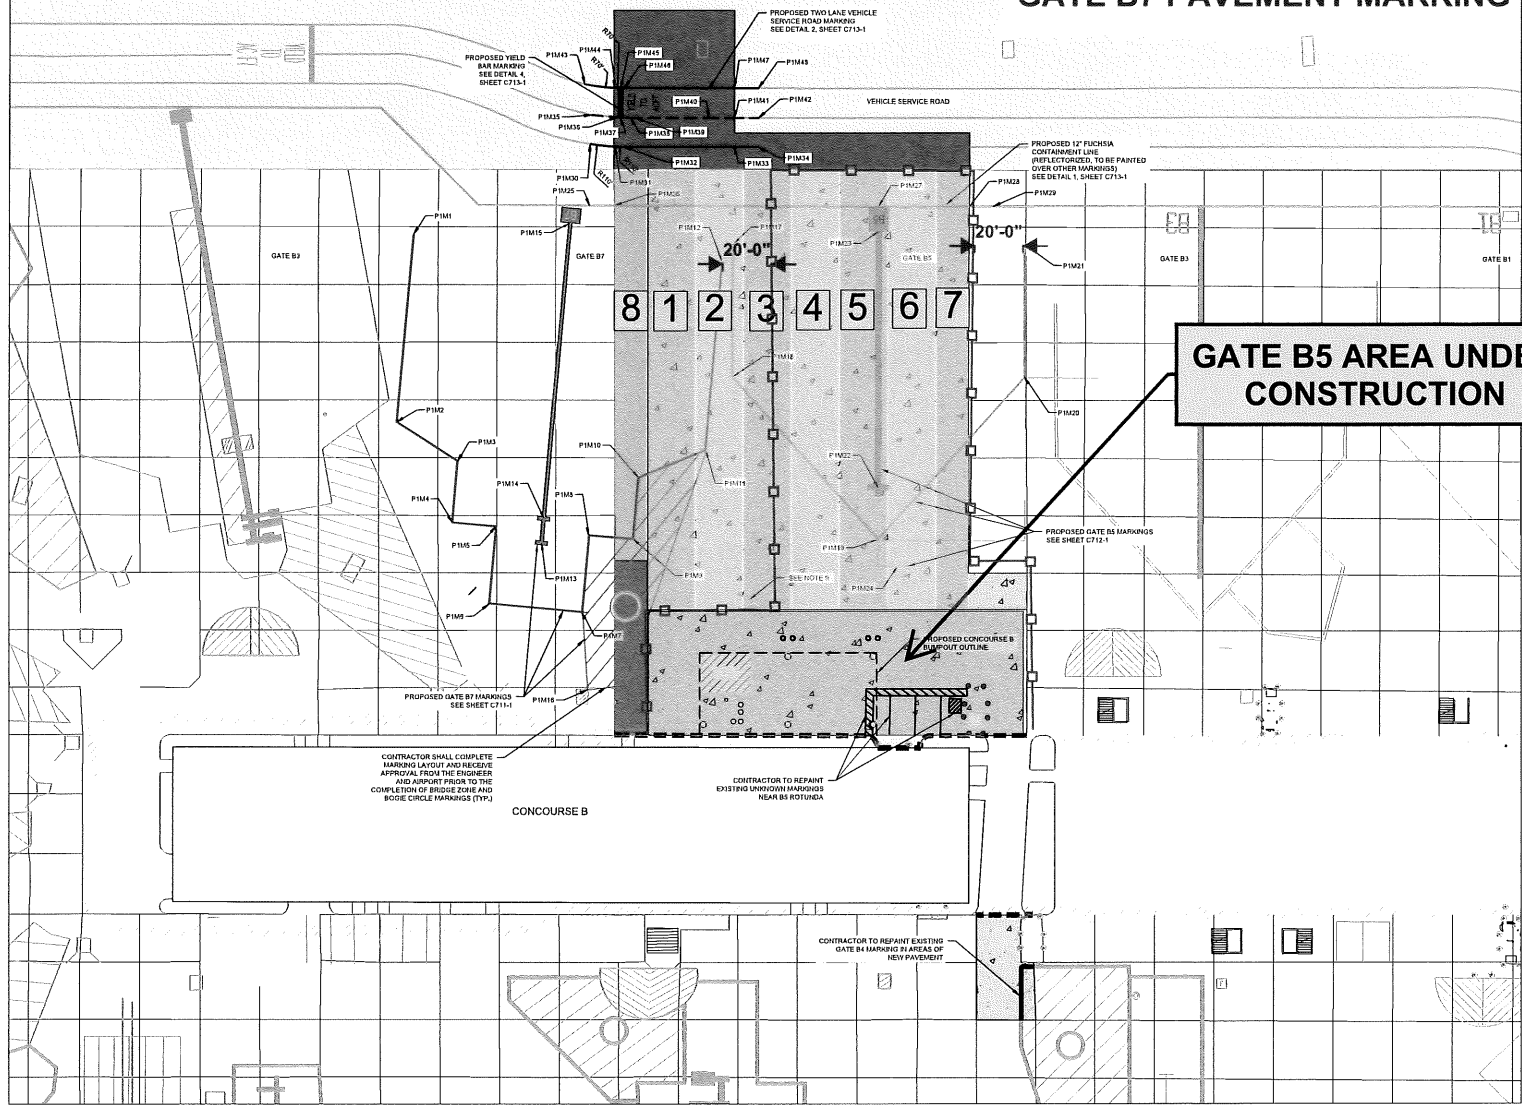 GATE B7 PAVEMENT MARKING
PROPOSED TWO LANE VEHICLE
SERVICE ROAD MARKING
SEE DETAIL 2, SHEET C713-1
PROPOSED YIELD
BAR MARKING
SEE DETAIL 4,
SHEET C713-1
P1M43
P1M44
R70'
R70'
P1M45
P1M46
P1M47
P1M48
P1M35
P1M36
P1M37
P1M38
P1M39
P1M40
P1M41
P1M42
VEHICLE SERVICE ROAD
P1M30
P1M31
P1M32
P1M33
P1M34
R110'
PROPOSED 12" FUCHSIA
CONTAINMENT LINE
(REFLECTORIZED, TO BE PAINTED
OVER OTHER MARKINGS)
SEE DETAIL 1, SHEET C713-1
P1M25
P1M26
P1M27
P1M28
P1M29
P1M1
P1M15
P1M12
P1M17
P1M23
20'-0"
20'-0"
P1M21
GATE B9
GATE B7
GATE B5
GATE B3
GATE B1
B3
B1
8
1
2
3
4
5
6
7
GATE B5 AREA UNDE
CONSTRUCTION
P1M18
P1M2
P1M20
P1M3
P1M10
P1M22
P1M11
P1M14
P1M8
P1M4
P1M5
P1M19
PROPOSED GATE B5 MARKINGS
SEE SHEET C712-1
P1M13
P1M9
SEE NOTE 9
P1M24
P1M6
P1M7
PROPOSED CONCOURSE B
BUMPOUT OUTLINE
PROPOSED GATE B7 MARKINGS
SEE SHEET C711-1
P1M16
CONTRACTOR SHALL COMPLETE
MARKING LAYOUT AND RECEIVE
APPROVAL FROM THE ENGINEER
AND AIRPORT PRIOR TO THE
COMPLETION OF BRIDGE ZONE AND
BOGIE CIRCLE MARKINGS (TYP.)
CONTRACTOR TO REPAINT
EXISTING UNKNOWN MARKINGS
NEAR B5 ROTUNDA
CONCOURSE B
CONTRACTOR TO REPAINT EXISTING
GATE B4 MARKING IN AREAS OF
NEW PAVEMENT